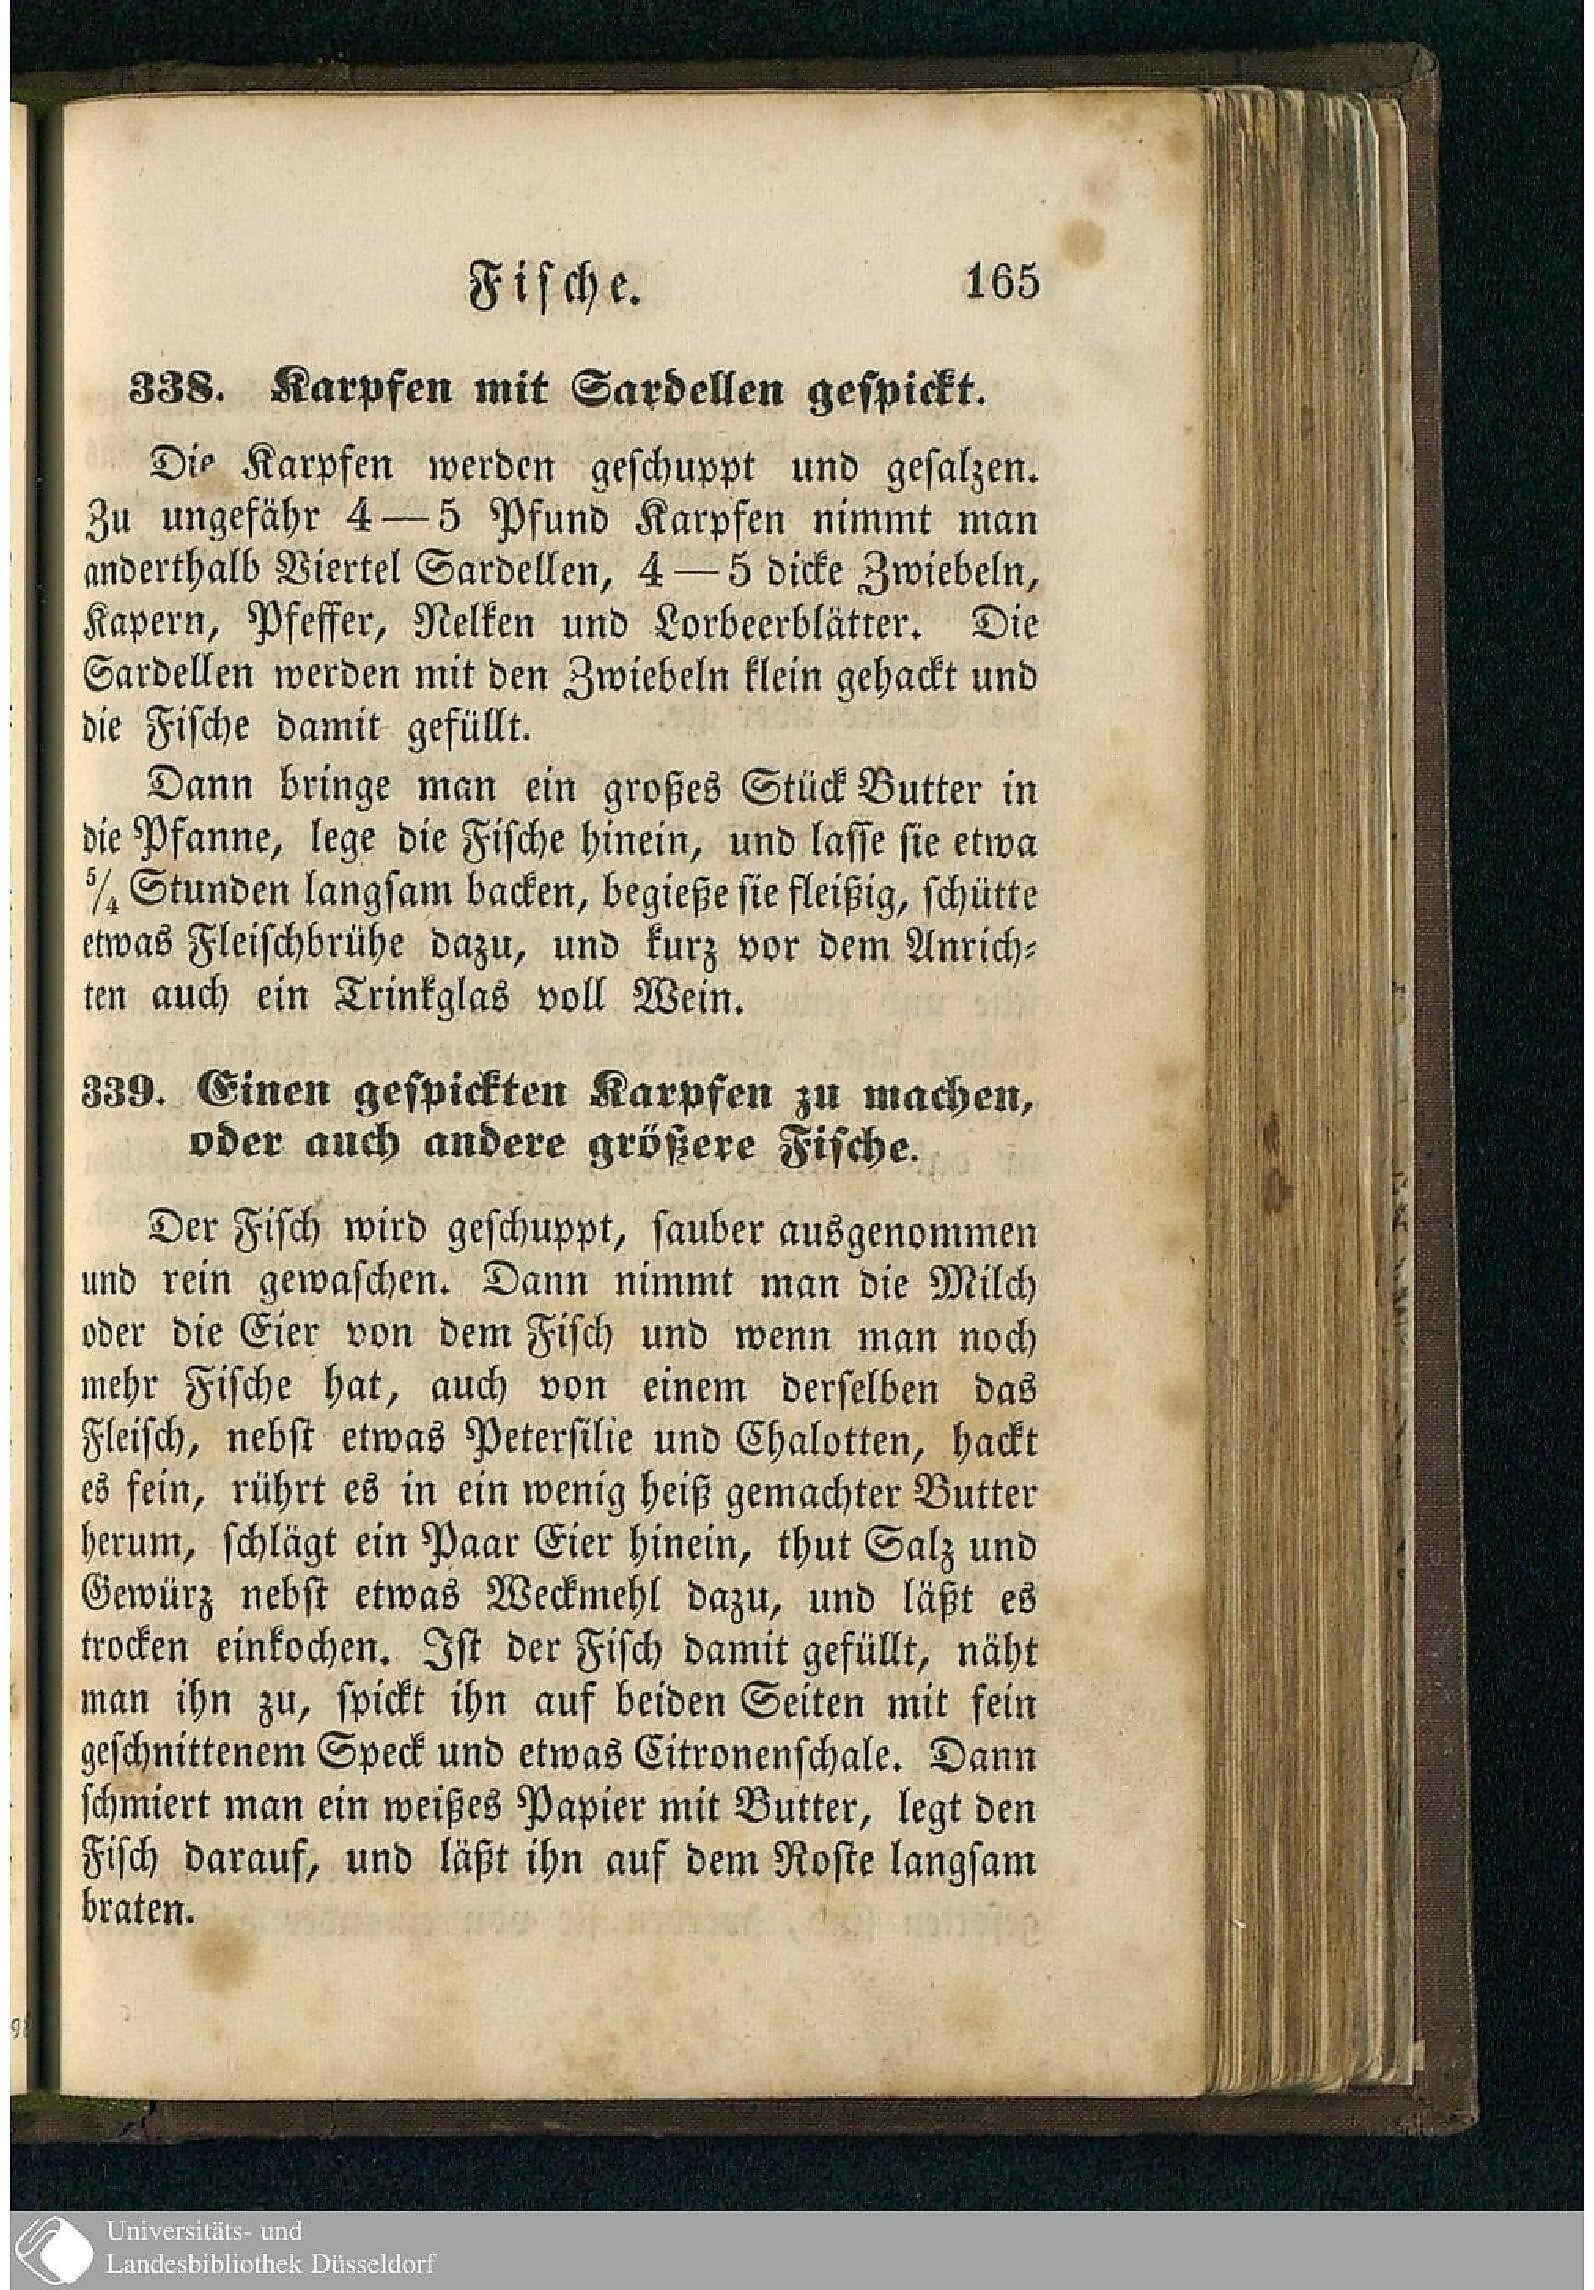 Fische. 165
338. Karpfen mit Sardellen gespickt.
Die Karpfen werden geschuppt und gesalzen.
Zu ungefähr 4—5 Pfund Karpfen nimmt man
anderthalb Viertel Sardellen, 4—5 dicke Zwiebeln,
Kapern, Pfeffer, Nelken und Lorbeerblätter. Die
Sardellen werden mit den Zwiebeln klein gehackt und
die Fische damit gefüllt.
Dann bringe man ein großes Stück Butter in
die Pfanne, lege die Fische hinein, und lasse sie etwa
5/4 Stunden langsam backen, begieße sie fleißig, schütte
etwas Fleischbrühe dazu, und kurz vor dem Anrich-
ten auch ein Trinkglas voll Wein.
339. Einen gespickten Karpfen zu machen,
oder auch andere größere Fische.
Der Fisch wird geschuppt, sauber ausgenommen
und rein gewaschen. Dann nimmt man die Milch
oder die Eier von dem Fisch und wenn man noch
mehr Fische hat, auch von einem derselben das
Fleisch, nebst etwas Petersilie und Chalotten, hackt
es fein, rührt es in ein wenig heiß gemachter Butter
herum, schlägt ein Paar Eier hinein, thut Salz und
Gewürz nebst etwas Weckmehl dazu, und läßt es
trocken einkochen. Ist der Fisch damit gefüllt, näht
man ihn zu, spickt ihn auf beiden Seiten mit fein
geschnittenem Speck und etwas Citronenschale. Dann
schmiert man ein weißes Papier mit Butter, legt den
Fisch darauf, und läßt ihn auf dem Roste langsam
braten.
Universitäts- und
Landesbibliothek Düsseldorf